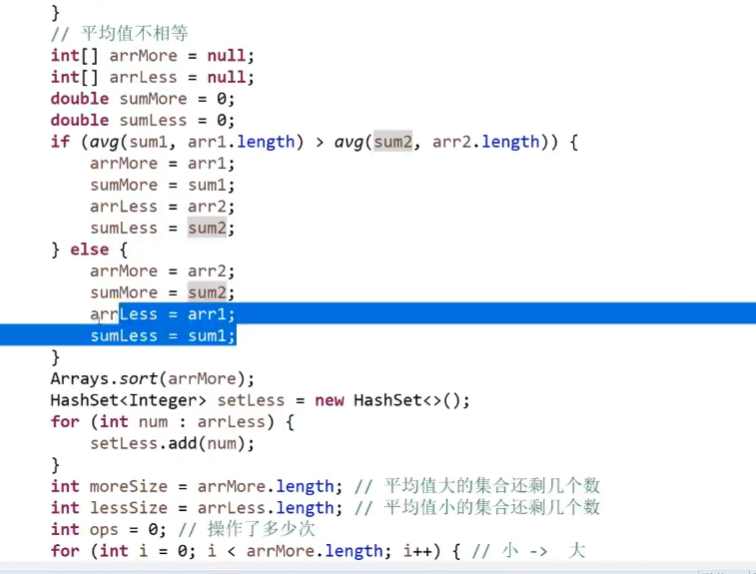 }
// 平均值不相等
int[] arrMore = null;
int[] arrLess = null;
double sumMore = 0;
double sumLess = 0;
if (avg(sum1, arr1.length) > avg(sum2, arr2.length)) {
arrMore = arr1;
sumMore = sum1;
arrLess = arr2;
sumLess = sum2;
} else {
arrMore = arr2;
sumMore = sum2;
arrLess = arr1;
sumLess = sum1;
}
Arrays.sort(arrMore);
HashSet<Integer> setLess = new HashSet<>();
for (int num : arrLess) {
setLess.add(num);
}
int moreSize = arrMore.length; // 平均值大的集合还剩几个数
int lessSize = arrLess.length; // 平均值小的集合还剩几个数
int ops = 0; // 操作了多少次
for (int i = 0; i < arrMore.length; i++) { // 小 -> 大